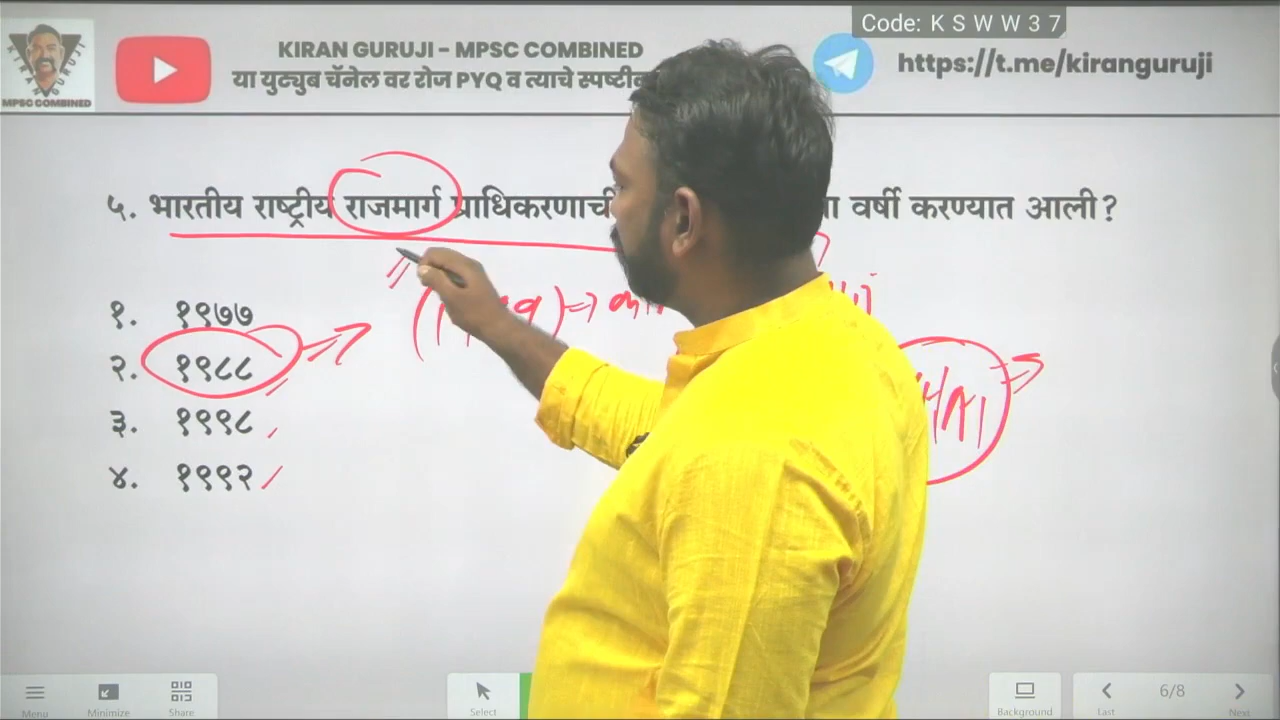 Code: K S W W 3 7
KIRAN GURUJI - MPSC COMBINED
या युट्युब चॅनेल वर रोज PYQ व त्याचे
https://t.me/kiranguruji
KIRAN GURUJI
MPSC COMBINED
५. भारतीय राष्ट्रीय राजमार्ग प्राधिकरणाची वर्षी करण्यात आली?
१. १९७७
२. १९८८
३. १९९८
४. १९९२
Menu
Minimize
Share
Select
Background
Last
6/8
Next